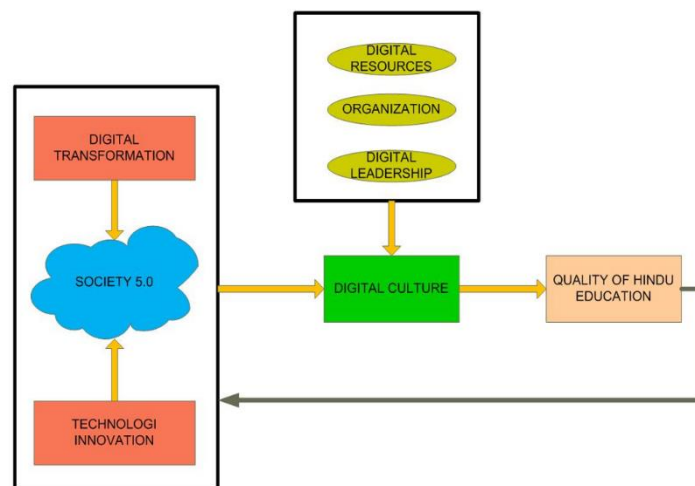 DIGITAL
RESOURCES
ORGANIZATION
DIGITAL
LEADERSHIP
DIGITAL
TRANSFORMATION
SOCIETY 5.0
TECHNOLOGI
INNOVATION
DIGITAL CULTURE
QUALITY OF HINDU
EDUCATION